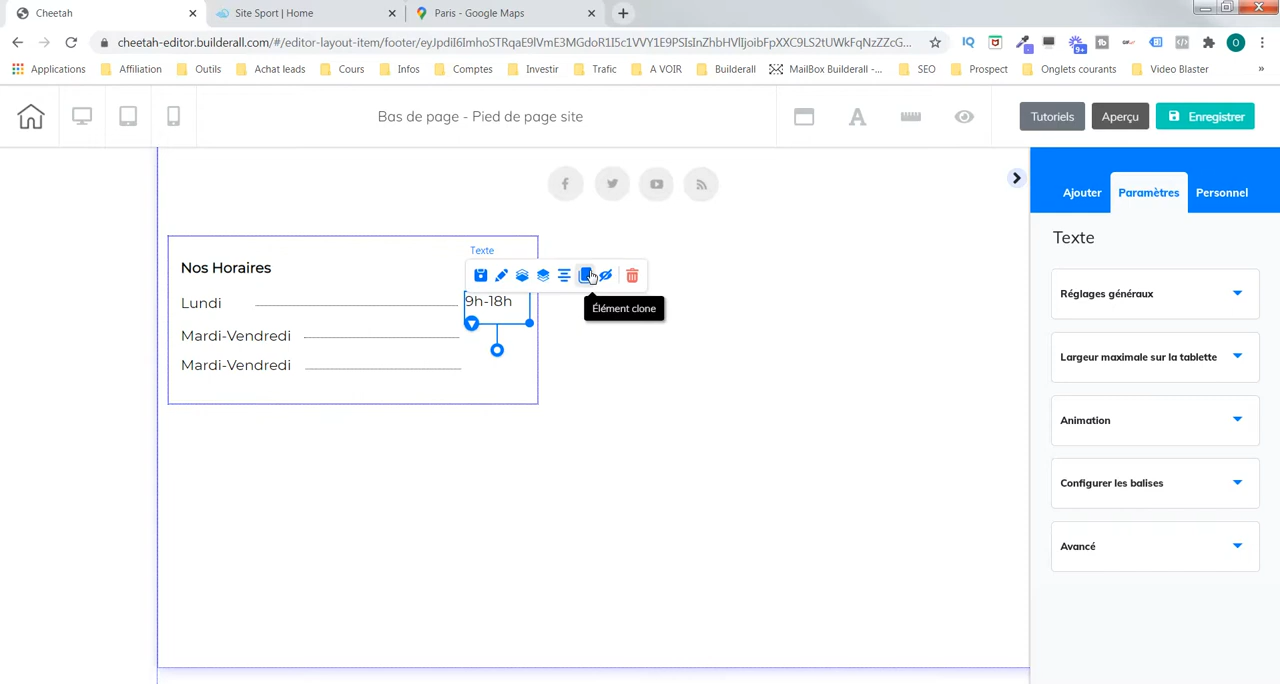 Cheetah
Site Sport | Home
Paris - Google Maps
cheetah-editor.builderall.com/#/editor-layout-item/footer/eyJpdiI6ImhoSTRqaE9lVmE3MGdoR1I5c1VVY1E9PSIsInZhbHVlIjoibFpXXC9LS2tUWkFqNzZZcG...
IQ
9+
O
Applications
Affiliation
Outils
Achat leads
Cours
Infos
Comptes
Investir
Trafic
A VOIR
Builderall
MailBox Builderall -...
SEO
Prospect
Onglets courants
Video Blaster
»
Bas de page - Pied de page site
Tutoriels
Aperçu
Enregistrer
Ajouter
Paramètres
Personnel
Texte
Nos Horaires
Lundi
9h-18h
Élément clone
Mardi-Vendredi
Mardi-Vendredi
Texte
Réglages généraux
Largeur maximale sur la tablette
Animation
Configurer les balises
Avancé